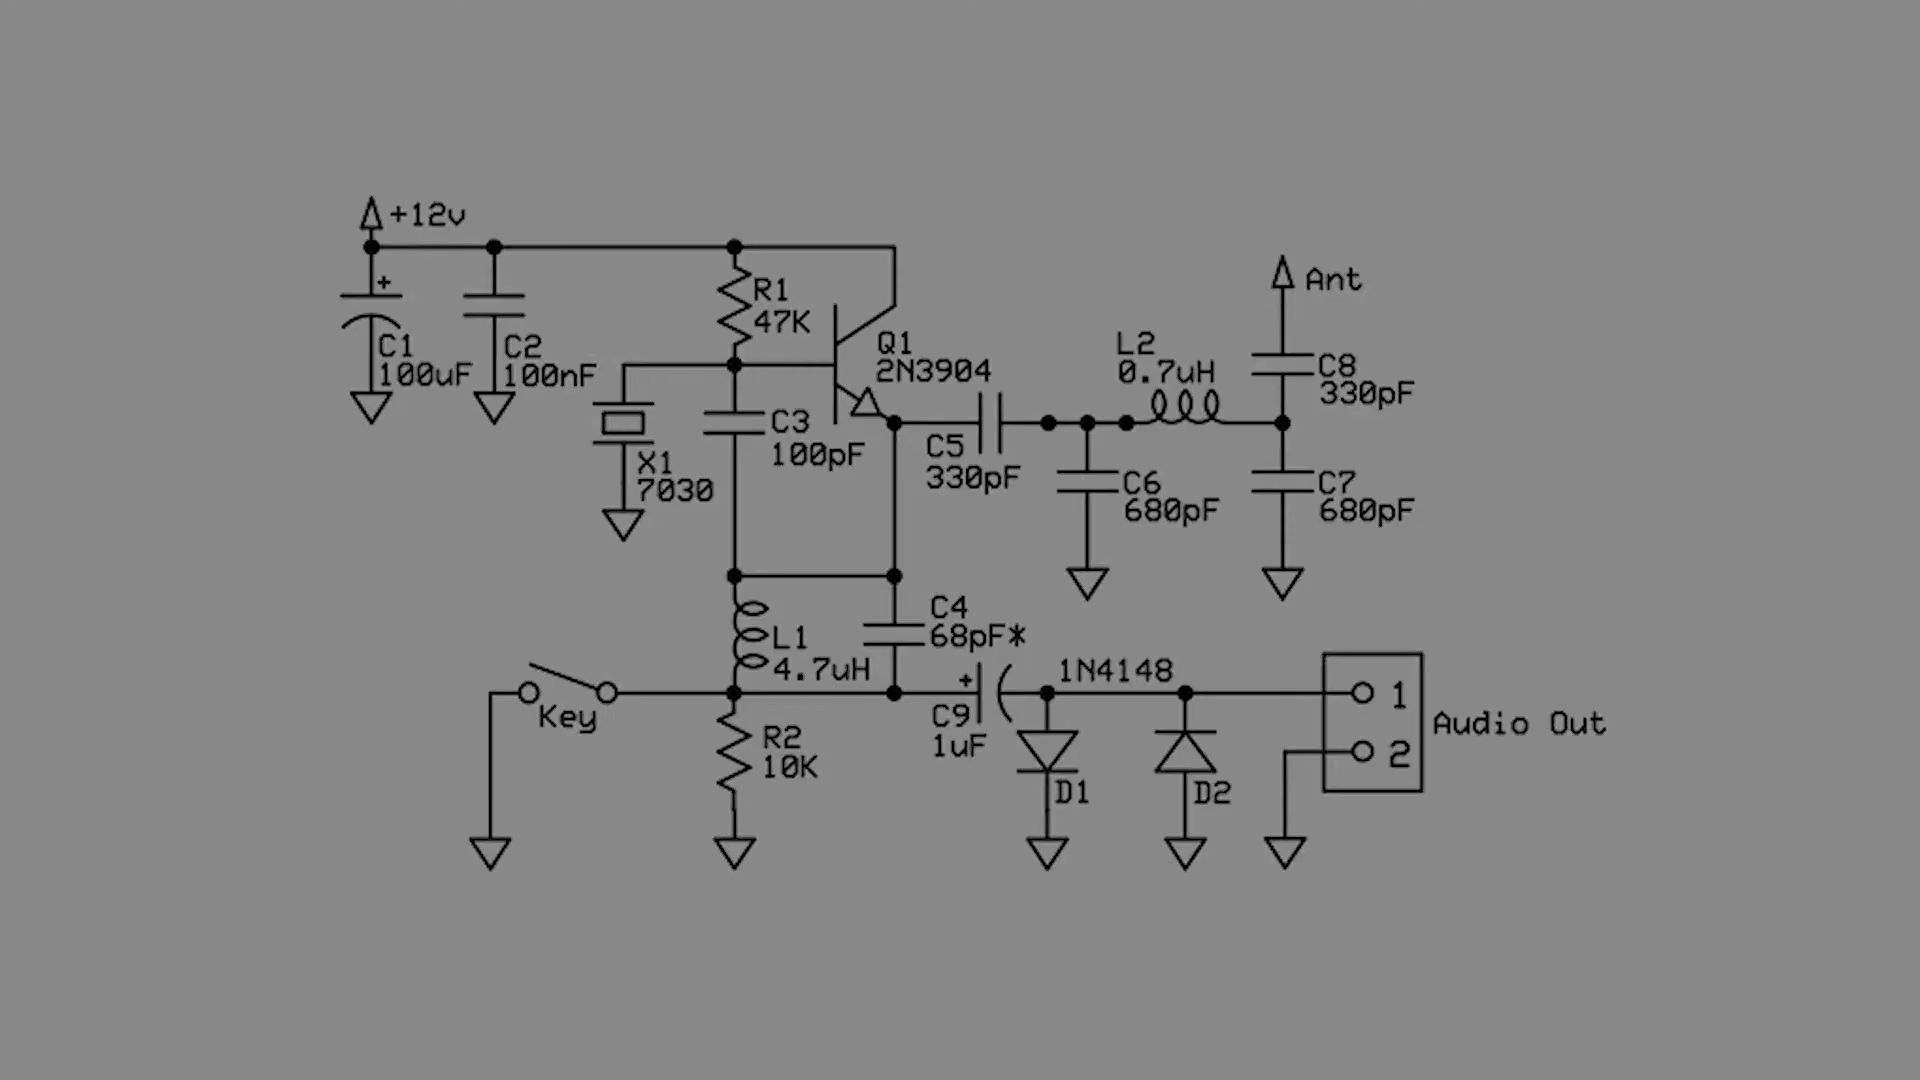 +12v
+
C1
100uF
C2
100nF
R1
47K
Q1
2N3904
X1
7030
C3
100pF
C5
330pF
L2
0.7uH
Ant
C8
330pF
C6
680pF
C7
680pF
Key
L1
4.7uH
C4
68pF*
R2
10K
+
C9
1uF
1N4148
D1
D2
1
2
Audio Out